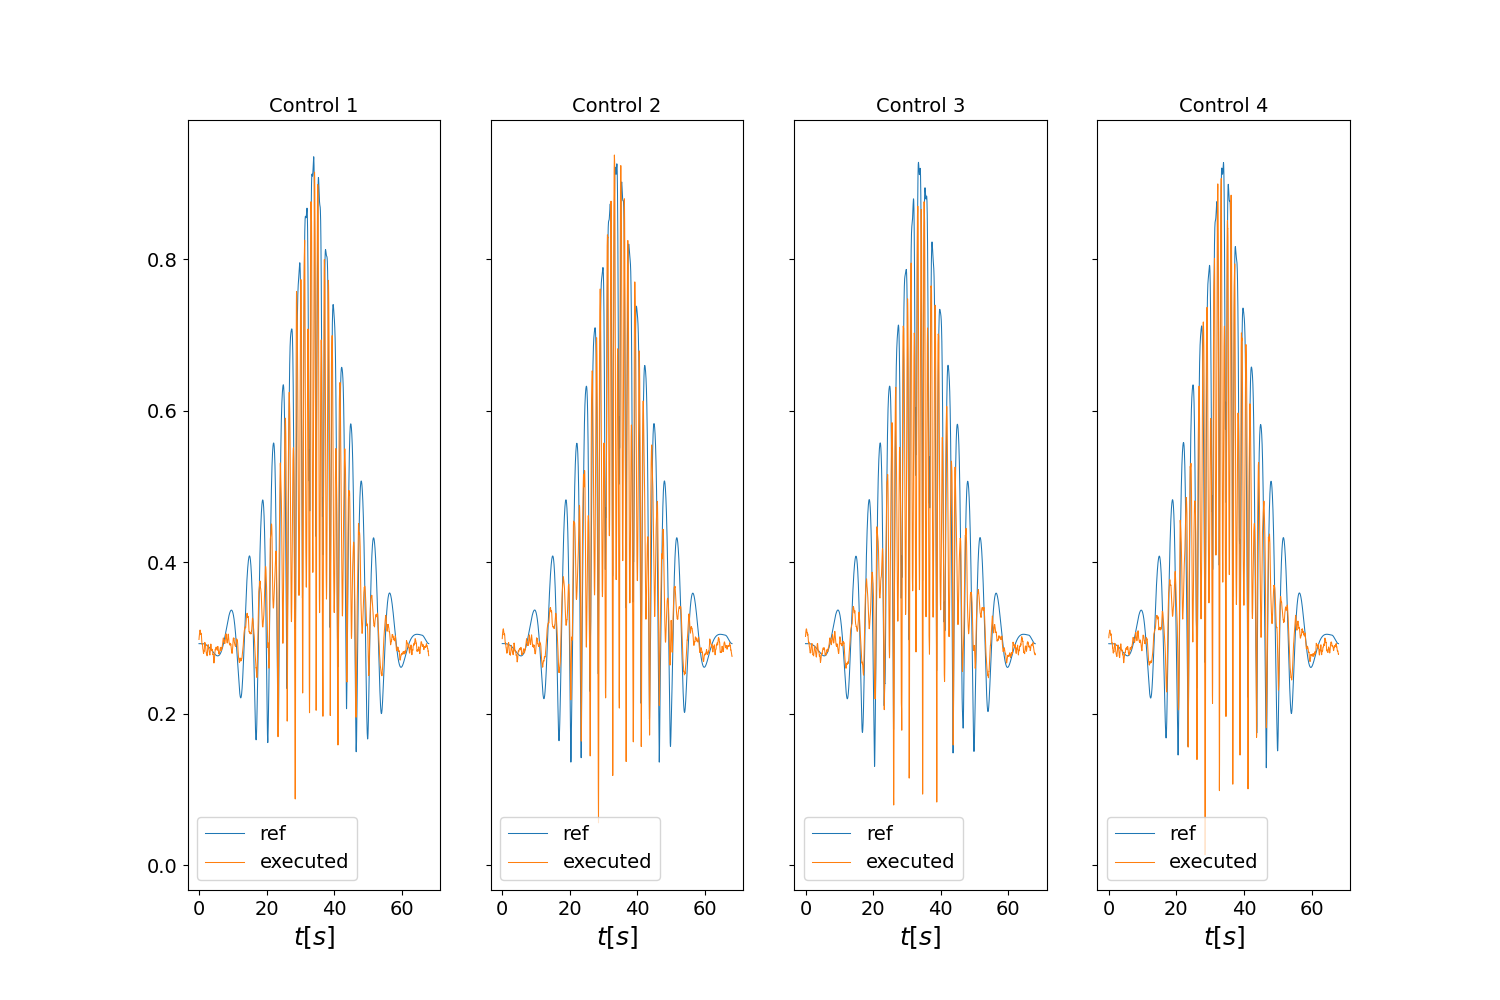 Control 1 Control 2 Control 3 Control 4
0.8
0.6
0.4
0.2
0.0
ref ref ref ref
executed executed executed executed
0 20 40 60 0 20 40 60 0 20 40 60 0 20 40 60
t[s] t[s] t[s] t[s]